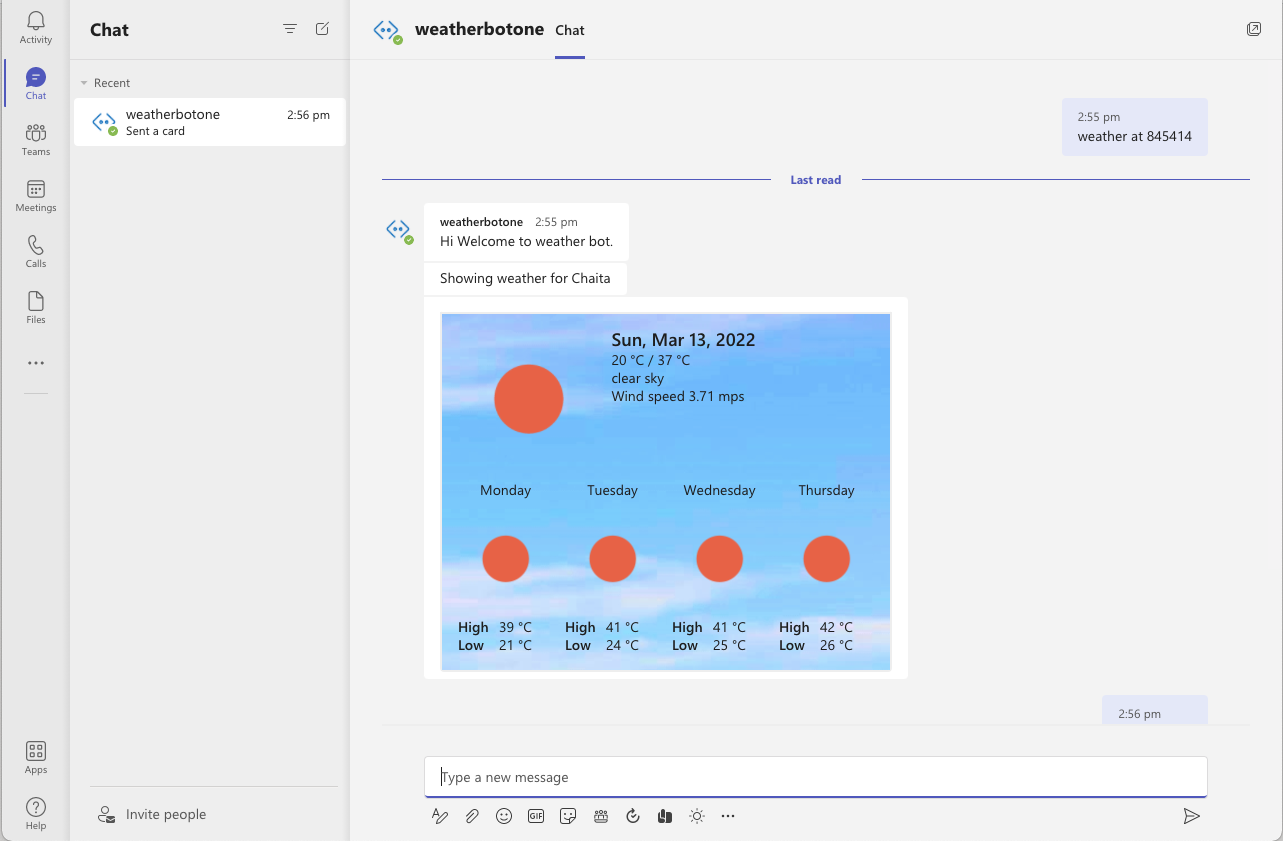 Activity
Chat
Teams
Meetings
Calls
Files
Apps
Help
Chat
Recent
weatherbotone 2:56 pm
Sent a card
Invite people
weatherbotone Chat
2:55 pm
weather at 845414
Last read
weatherbotone 2:55 pm
Hi Welcome to weather bot.
Showing weather for Chaita
Sun, Mar 13, 2022
20 °C / 37 °C
clear sky
Wind speed 3.71 mps
Monday Tuesday Wednesday Thursday
High 39 °C High 41 °C High 41 °C High 42 °C
Low 21 °C Low 24 °C Low 25 °C Low 26 °C
2:56 pm
Type a new message
GIF